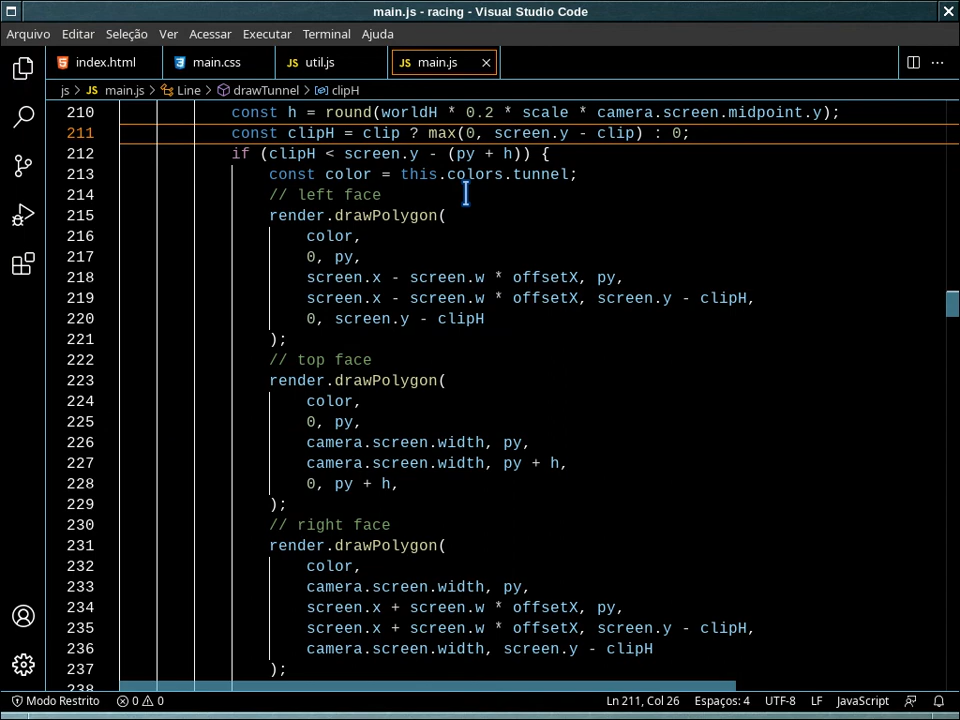 main.js - racing - Visual Studio Code
Arquivo Editar Seleção Ver Acessar Executar Terminal Ajuda
index.html main.css JS util.js JS main.js
js > JS main.js > Line > drawTunnel > clipH
210 const h = round(worldH * 0.2 * scale * camera.screen.midpoint.y);
211 const clipH = clip ? max(0, screen.y - clip) : 0;
212 if (clipH < screen.y - (py + h)) {
213 const color = this.colors.tunnel;
214 // left face
215 render.drawPolygon(
216 color,
217 0, py,
218 screen.x - screen.w * offsetX, py,
219 screen.x - screen.w * offsetX, screen.y - clipH,
220 0, screen.y - clipH
221 );
222 // top face
223 render.drawPolygon(
224 color,
225 0, py,
226 camera.screen.width, py,
227 camera.screen.width, py + h,
228 0, py + h,
229 );
230 // right face
231 render.drawPolygon(
232 color,
233 camera.screen.width, py,
234 screen.x + screen.w * offsetX, py,
235 screen.x + screen.w * offsetX, screen.y - clipH,
236 camera.screen.width, screen.y - clipH
237 );
238
Modo Restrito 0 0 Ln 211, Col 26 Espaços: 4 UTF-8 LF JavaScript